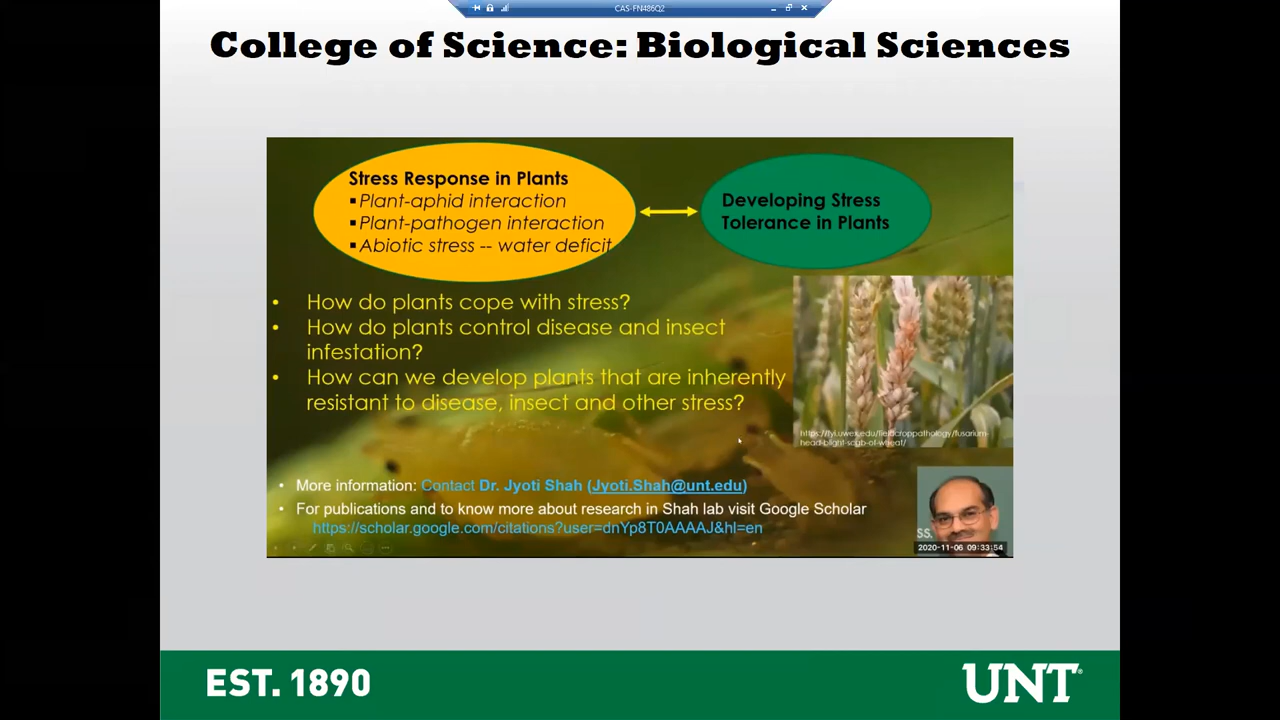 CAS-FN486Q2
College of Science: Biological Sciences
Stress Response in Plants
▪Plant-aphid interaction
▪Plant-pathogen interaction
▪Abiotic stress -- water deficit
Developing Stress
Tolerance in Plants
• How do plants cope with stress?
• How do plants control disease and insect
infestation?
• How can we develop plants that are inherently
resistant to disease, insect and other stress?
https://fyi.uwex.edu/fieldcroppathology/fusarium-
head-blight-scab-of-wheat/
• More information: Contact Dr. Jyoti Shah (Jyoti.Shah@unt.edu)
• For publications and to know more about research in Shah lab visit Google Scholar
https://scholar.google.com/citations?user=dnYp8T0AAAAJ&hl=en
SS.
2020-11-06 09:33:54
EST. 1890
UNT®